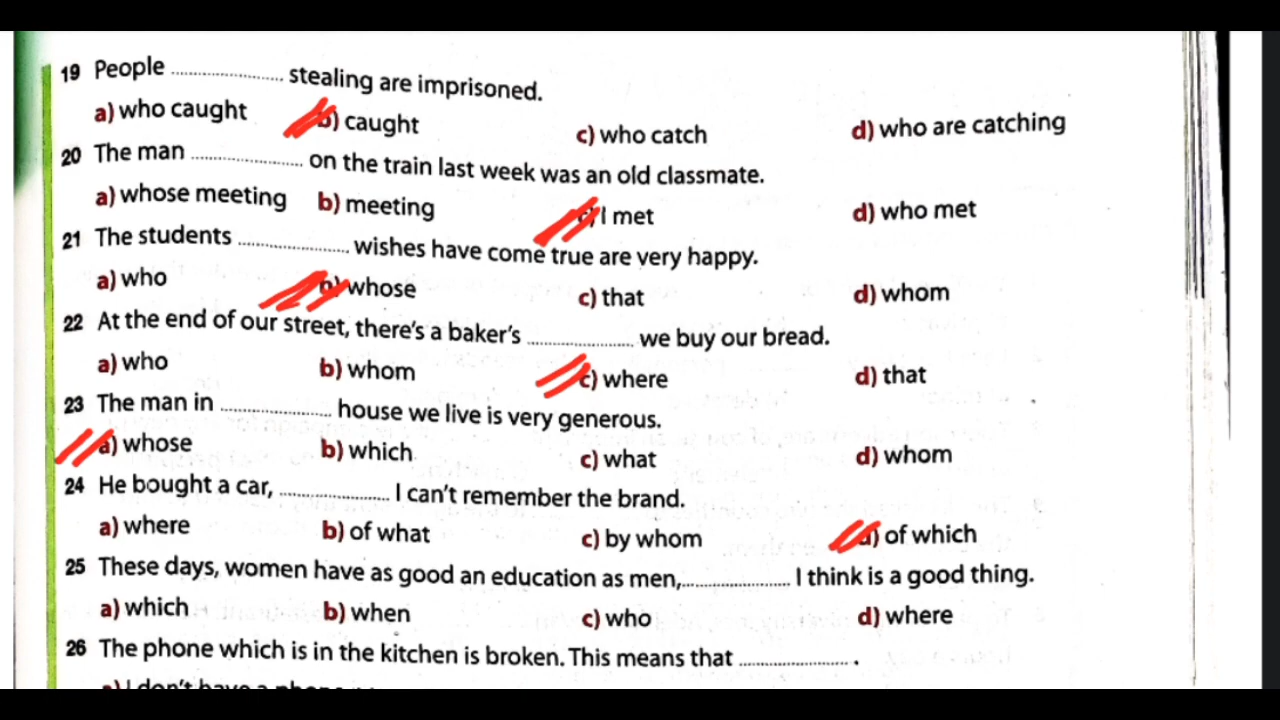 19 People .................... stealing are imprisoned.
a) who caught b) caught c) who catch d) who are catching
20 The man .................... on the train last week was an old classmate.
a) whose meeting b) meeting c) I met d) who met
21 The students .................... wishes have come true are very happy.
a) who b) whose c) that d) whom
22 At the end of our street, there's a baker's .................... we buy our bread.
a) who b) whom c) where d) that
23 The man in .................... house we live is very generous.
a) whose b) which c) what d) whom
24 He bought a car, .................... I can't remember the brand.
a) where b) of what c) by whom d) of which
25 These days, women have as good an education as men,.................... I think is a good thing.
a) which b) when c) who d) where
26 The phone which is in the kitchen is broken. This means that .................... .
a) I don't have a phone